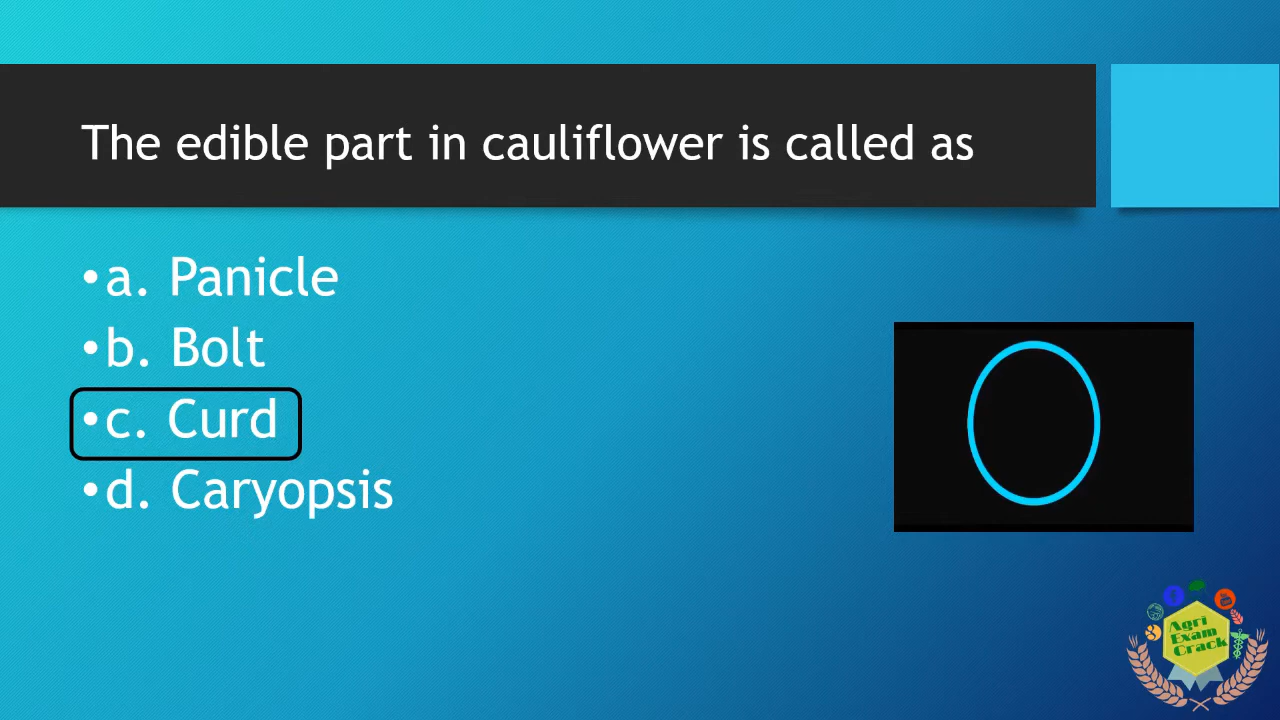 The edible part in cauliflower is called as
•a. Panicle
•b. Bolt
•c. Curd
•d. Caryopsis
Agri
Exam
Crack